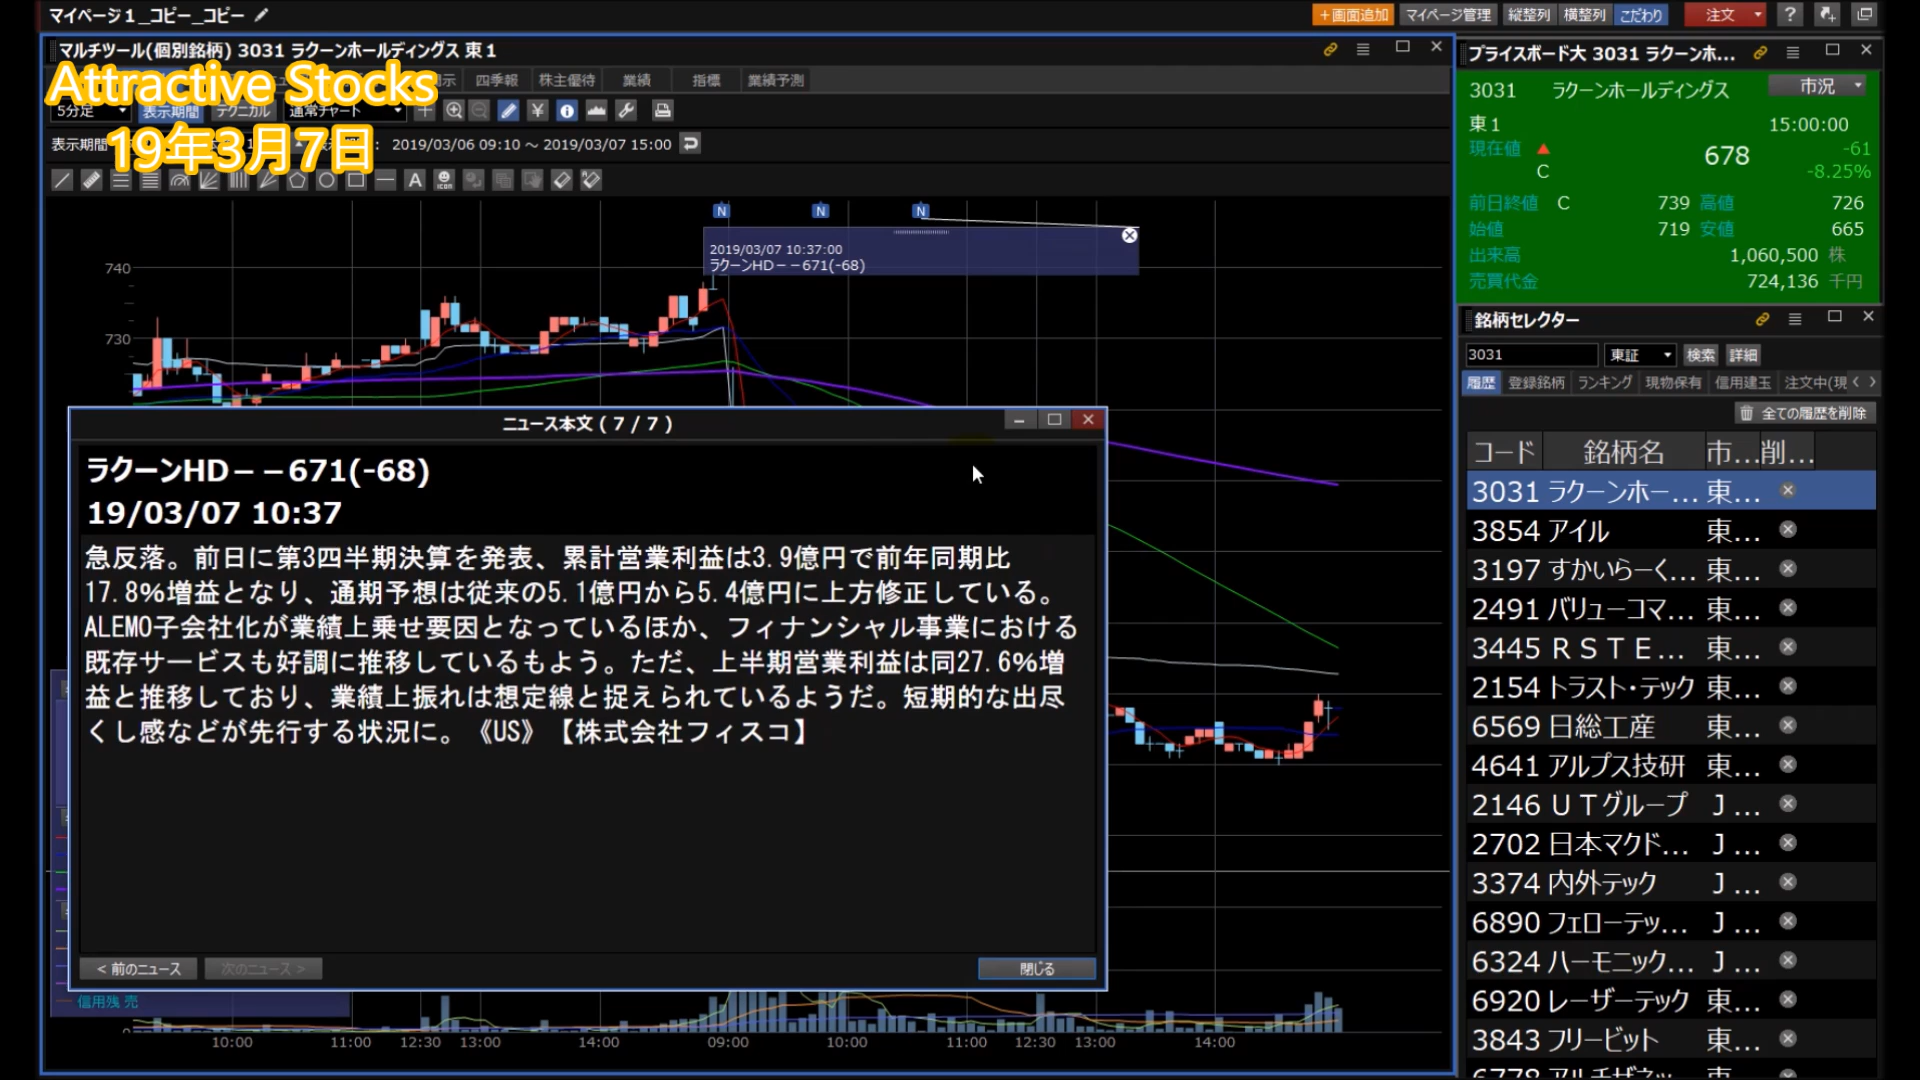 マイページ１_コピー_コピー
＋画面追加 マイページ管理 縦整列 横整列 こだわり 注文 ?
マルチツール(個別銘柄) 3031 ラクーンホールディングス 東１
Attractive Stocks
19年3月7日
四季報 株主優待 業績 指標 業績予測
5分足 表示期間 テクニカル 通常チャート
表示期間 : 2019/03/06 09:10 ～ 2019/03/07 15:00
N N N
2019/03/07 10:37:00
ラクーンHD－－671(-68)
740
730
ニュース本文 ( 7 / 7 )
ラクーンHD－－671(-68)
19/03/07 10:37
急反落。前日に第3四半期決算を発表、累計営業利益は3.9億円で前年同期比
17.8%増益となり、通期予想は従来の5.1億円から5.4億円に上方修正している。
ALEMO子会社化が業績上乗せ要因となっているほか、フィナンシャル事業における
既存サービスも好調に推移しているもよう。ただ、上半期営業利益は同27.6%増
益と推移しており、業績上振れは想定線と捉えられているようだ。短期的な出尽
くし感などが先行する状況に。《US》【株式会社フィスコ】
< 前のニュース 次のニュース > 閉じる
信用残 売
0
10:00 11:00 12:30 13:00 14:00 09:00 10:00 11:00 12:30 13:00 14:00
プライスボード大 3031 ラクーンホ...
3031 ラクーンホールディングス 市況
東１ 15:00:00
現在値 ▲ 678 -61
C -8.25%
前日終値 C 739 高値 726
始値 719 安値 665
出来高 1,060,500 株
売買代金 724,136 千円
銘柄セレクター
3031 東証 検索 詳細
履歴 登録銘柄 ランキング 現物保有 信用建玉 注文中(現
全ての履歴を削除
コード 銘柄名 市... 削...
3031 ラクーンホー... 東...
3854 アイル 東...
3197 すかいらーく... 東...
2491 バリューコマ... 東...
3445 ＲＳＴＥ... 東...
2154 トラスト・テック 東...
6569 日総工産 東...
4641 アルプス技研 東...
2146 ＵＴグループ Ｊ...
2702 日本マクド... Ｊ...
3374 内外テック Ｊ...
6890 フェローテッ... Ｊ...
6324 ハーモニック... Ｊ...
6920 レーザーテック 東...
3843 フリービット 東...